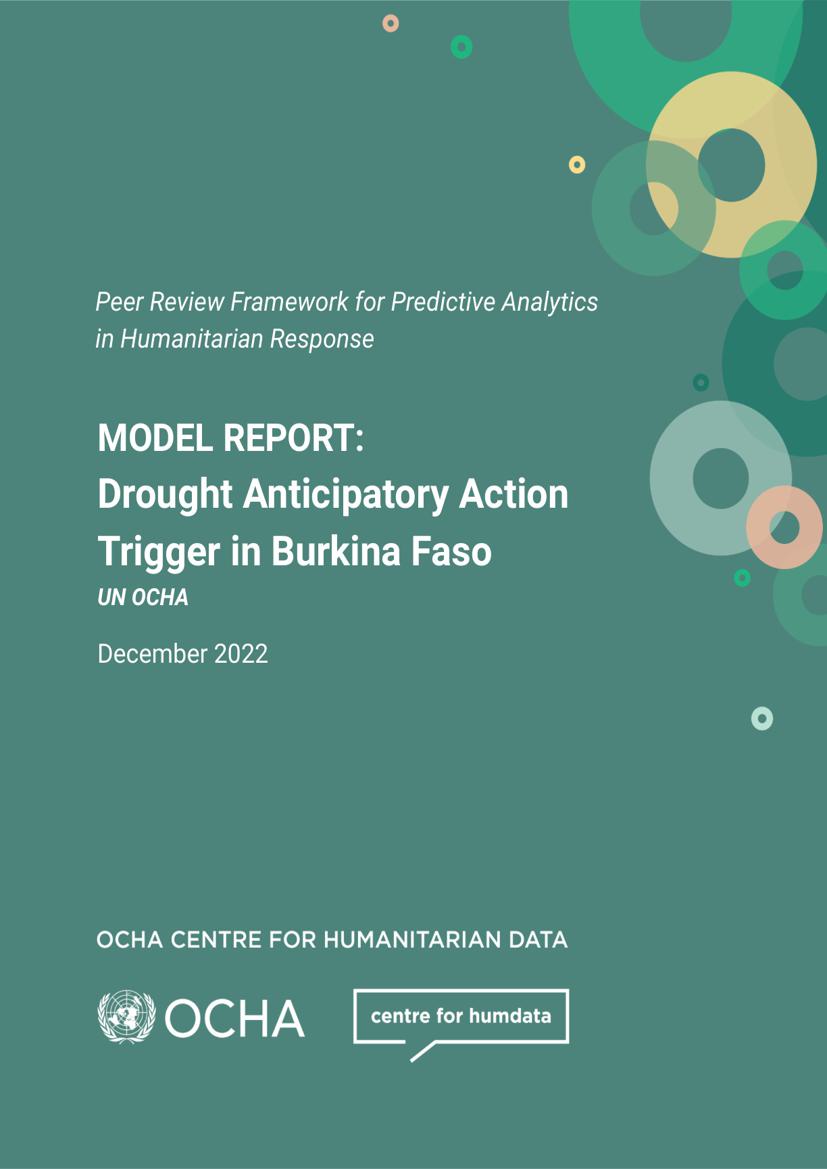 Peer Review Framework for Predictive Analytics
in Humanitarian Response
MODEL REPORT:
Drought Anticipatory Action
Trigger in Burkina Faso
UN OCHA
December 2022
OCHA CENTRE FOR HUMANITARIAN DATA
OCHA
centre for humdata